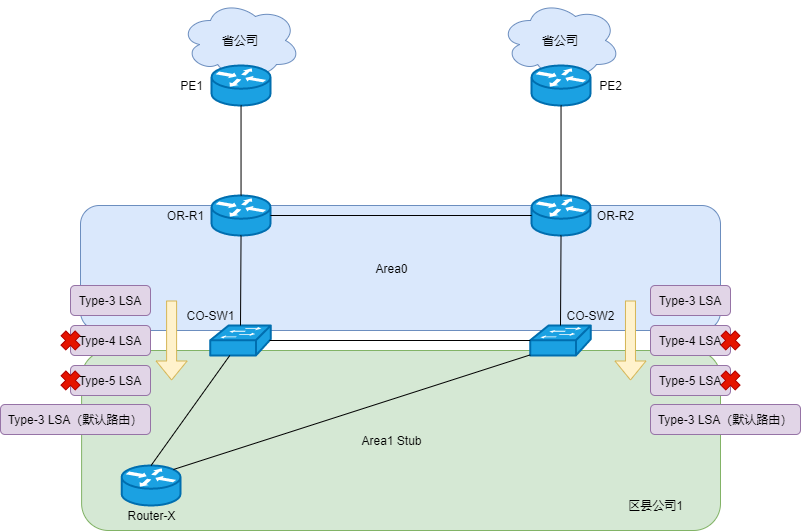 省公司
省公司
PE1
PE2
OR-R1
OR-R2
Area0
Type-3 LSA
Type-3 LSA
CO-SW1
CO-SW2
Type-4 LSA
Type-4 LSA
Type-5 LSA
Type-5 LSA
Type-3 LSA（默认路由）
Type-3 LSA（默认路由）
Area1 Stub
Router-X
区县公司1